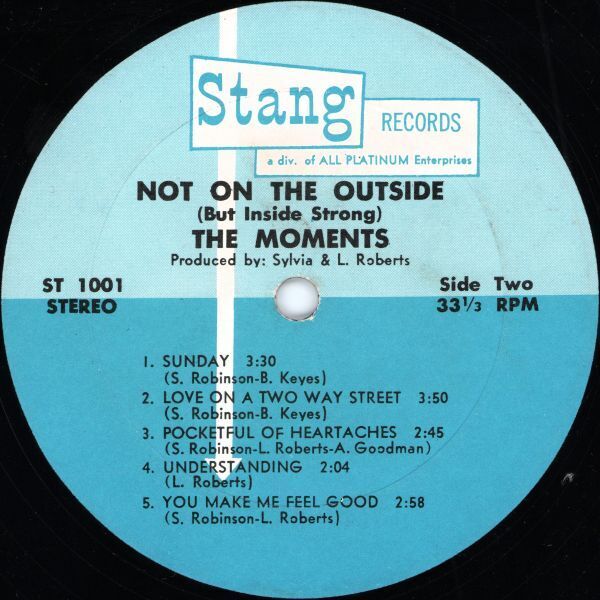 Stang
RECORDS
a div. of ALL PLATINUM Enterprises
NOT ON THE OUTSIDE
(But Inside Strong)
THE MOMENTS
Produced by: Sylvia & L. Roberts
ST 1001
STEREO
Side Two
33 1/3 RPM
1. SUNDAY 3:30
(S. Robinson-B. Keyes)
2. LOVE ON A TWO WAY STREET 3:50
(S. Robinson-B. Keyes)
3. POCKETFUL OF HEARTACHES 2:45
(S. Robinson-L. Roberts-A. Goodman)
4. UNDERSTANDING 2:04
(L. Roberts)
5. YOU MAKE ME FEEL GOOD 2:58
(S. Robinson-L. Roberts)